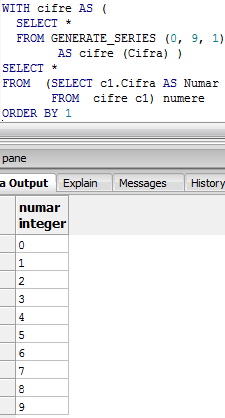 WITH cifre AS (
SELECT *
FROM GENERATE_SERIES (0, 9, 1)
AS cifre (Cifra) )
SELECT *
FROM (SELECT c1.Cifra AS Numar
FROM cifre c1) numere
ORDER BY 1
pane
a Output Explain Messages History
numar
integer
0
1
2
3
4
5
6
7
8
9